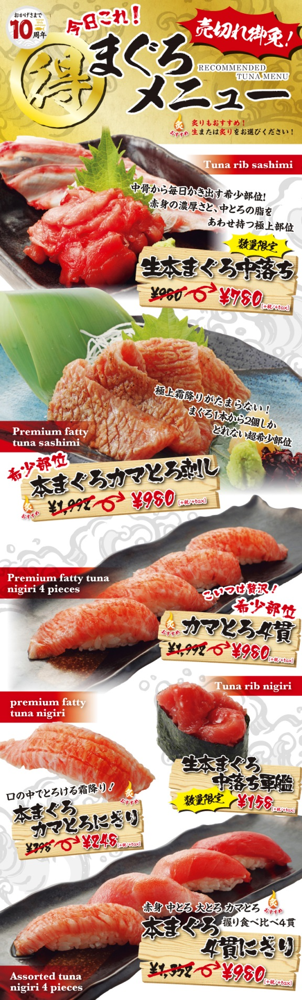 おかげさまで
10周年
今日これ!
売切れ御免!
得
まぐろ
メニュー
RECOMMENDED
TUNA MENU
炙
おすすめ
炙りもおすすめ!
生または炙りをお選びください!
Tuna rib sashimi
中骨から毎日かき出す希少部位!
赤身の濃厚さと、中とろの脂を
あわせ持つ極上部位
数量限定
生本まぐろ中落ち
¥980 ¥780 [+税/+tax]
極上霜降りがたまらない!
まぐろ1本から2個しか
とれない超希少部位
Premium fatty
tuna sashimi
希少部位
本まぐろカマとろ刺し
炙
おすすめ
¥1,992 ¥980 [+税/+tax]
Premium fatty tuna
nigiri 4 pieces
こいつは贅沢!
希少部位
炙
おすすめ
カマとろ4貫
¥1,992 ¥980 [+税/+tax]
Tuna rib nigiri
premium fatty
tuna nigiri
生本まぐろ
中落ち軍艦
数量限定
¥158 [+税/+tax]
口の中でとろける霜降り!
炙
おすすめ
本まぐろ
カマとろにぎり
¥398 ¥248 [+税/+tax]
赤身 中とろ 大とろ カマとろ
炙
おすすめ
本まぐろ 握り食べ比べ4貫
4貫にぎり
¥1,352 ¥980 [+税/+tax]
Assorted tuna
nigiri 4 pieces